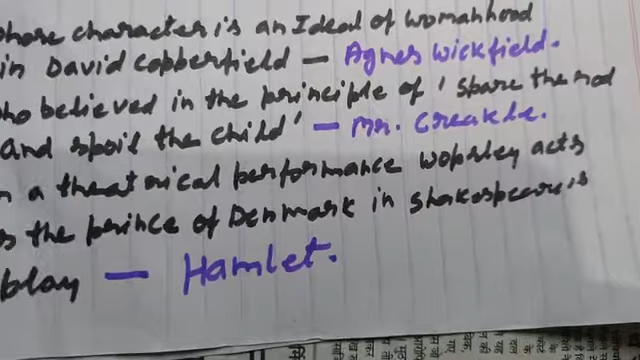 whose character is an Ideal of womanhood
in David Copperfield — Agnes Wickfield.
who believed in the principle of 'spare the rod
and spoil the child' — Mr. Creakle.
In a theatrical performance Wopsley acts
as the prince of Denmark in Shakespeare's
play — Hamlet.